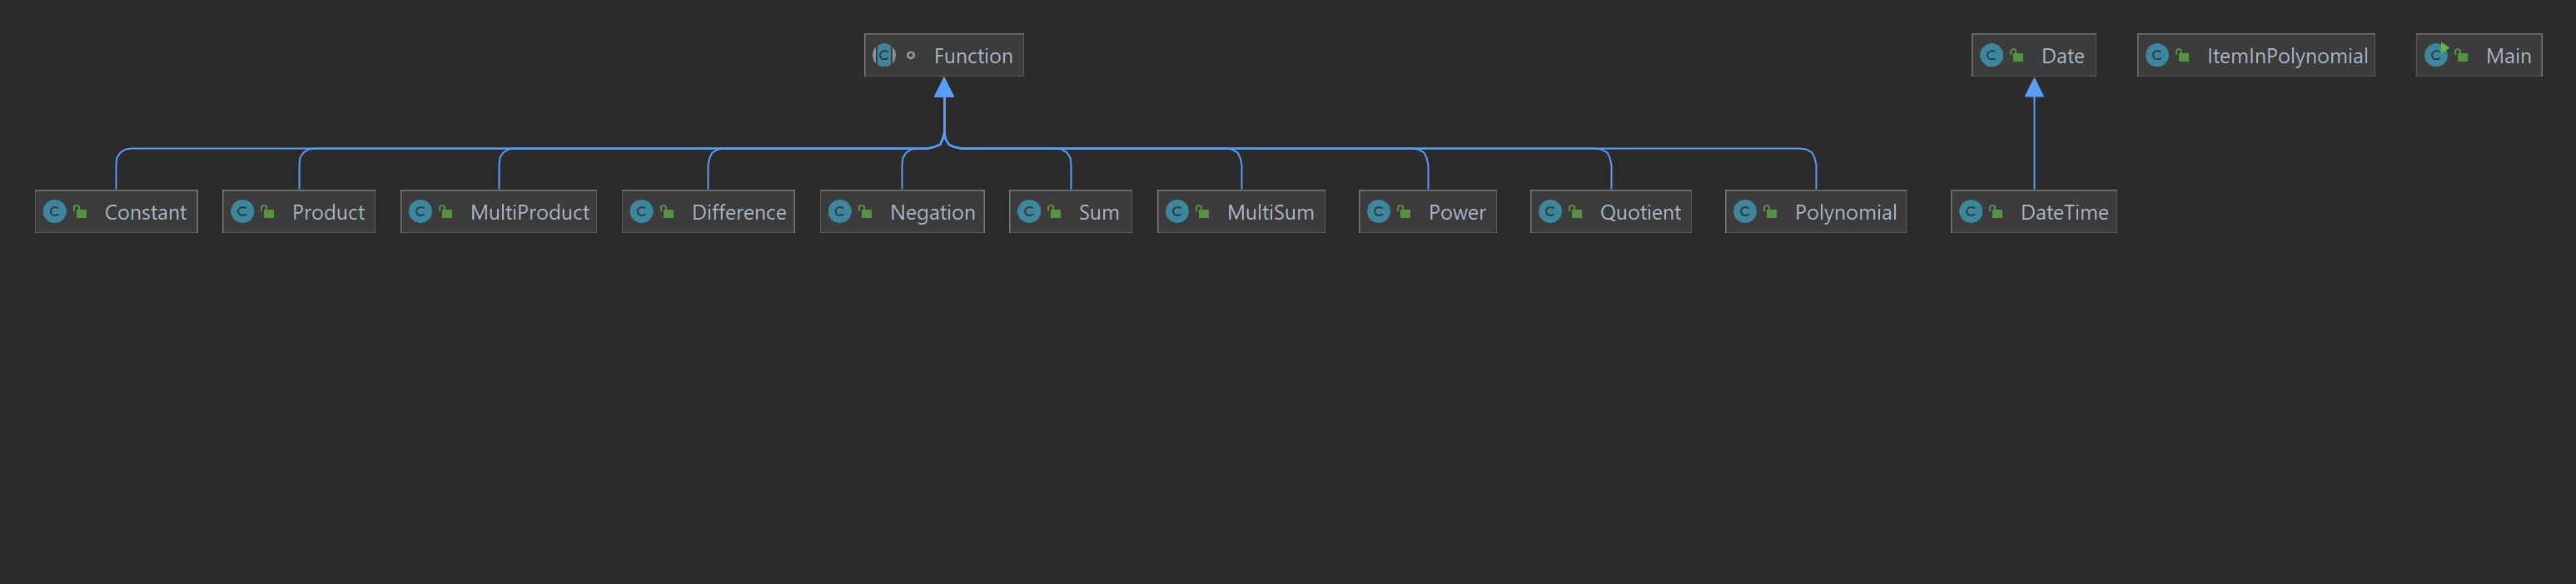 Function
Date
ItemInPolynomial
Main
Constant
Product
MultiProduct
Difference
Negation
Sum
MultiSum
Power
Quotient
Polynomial
DateTime